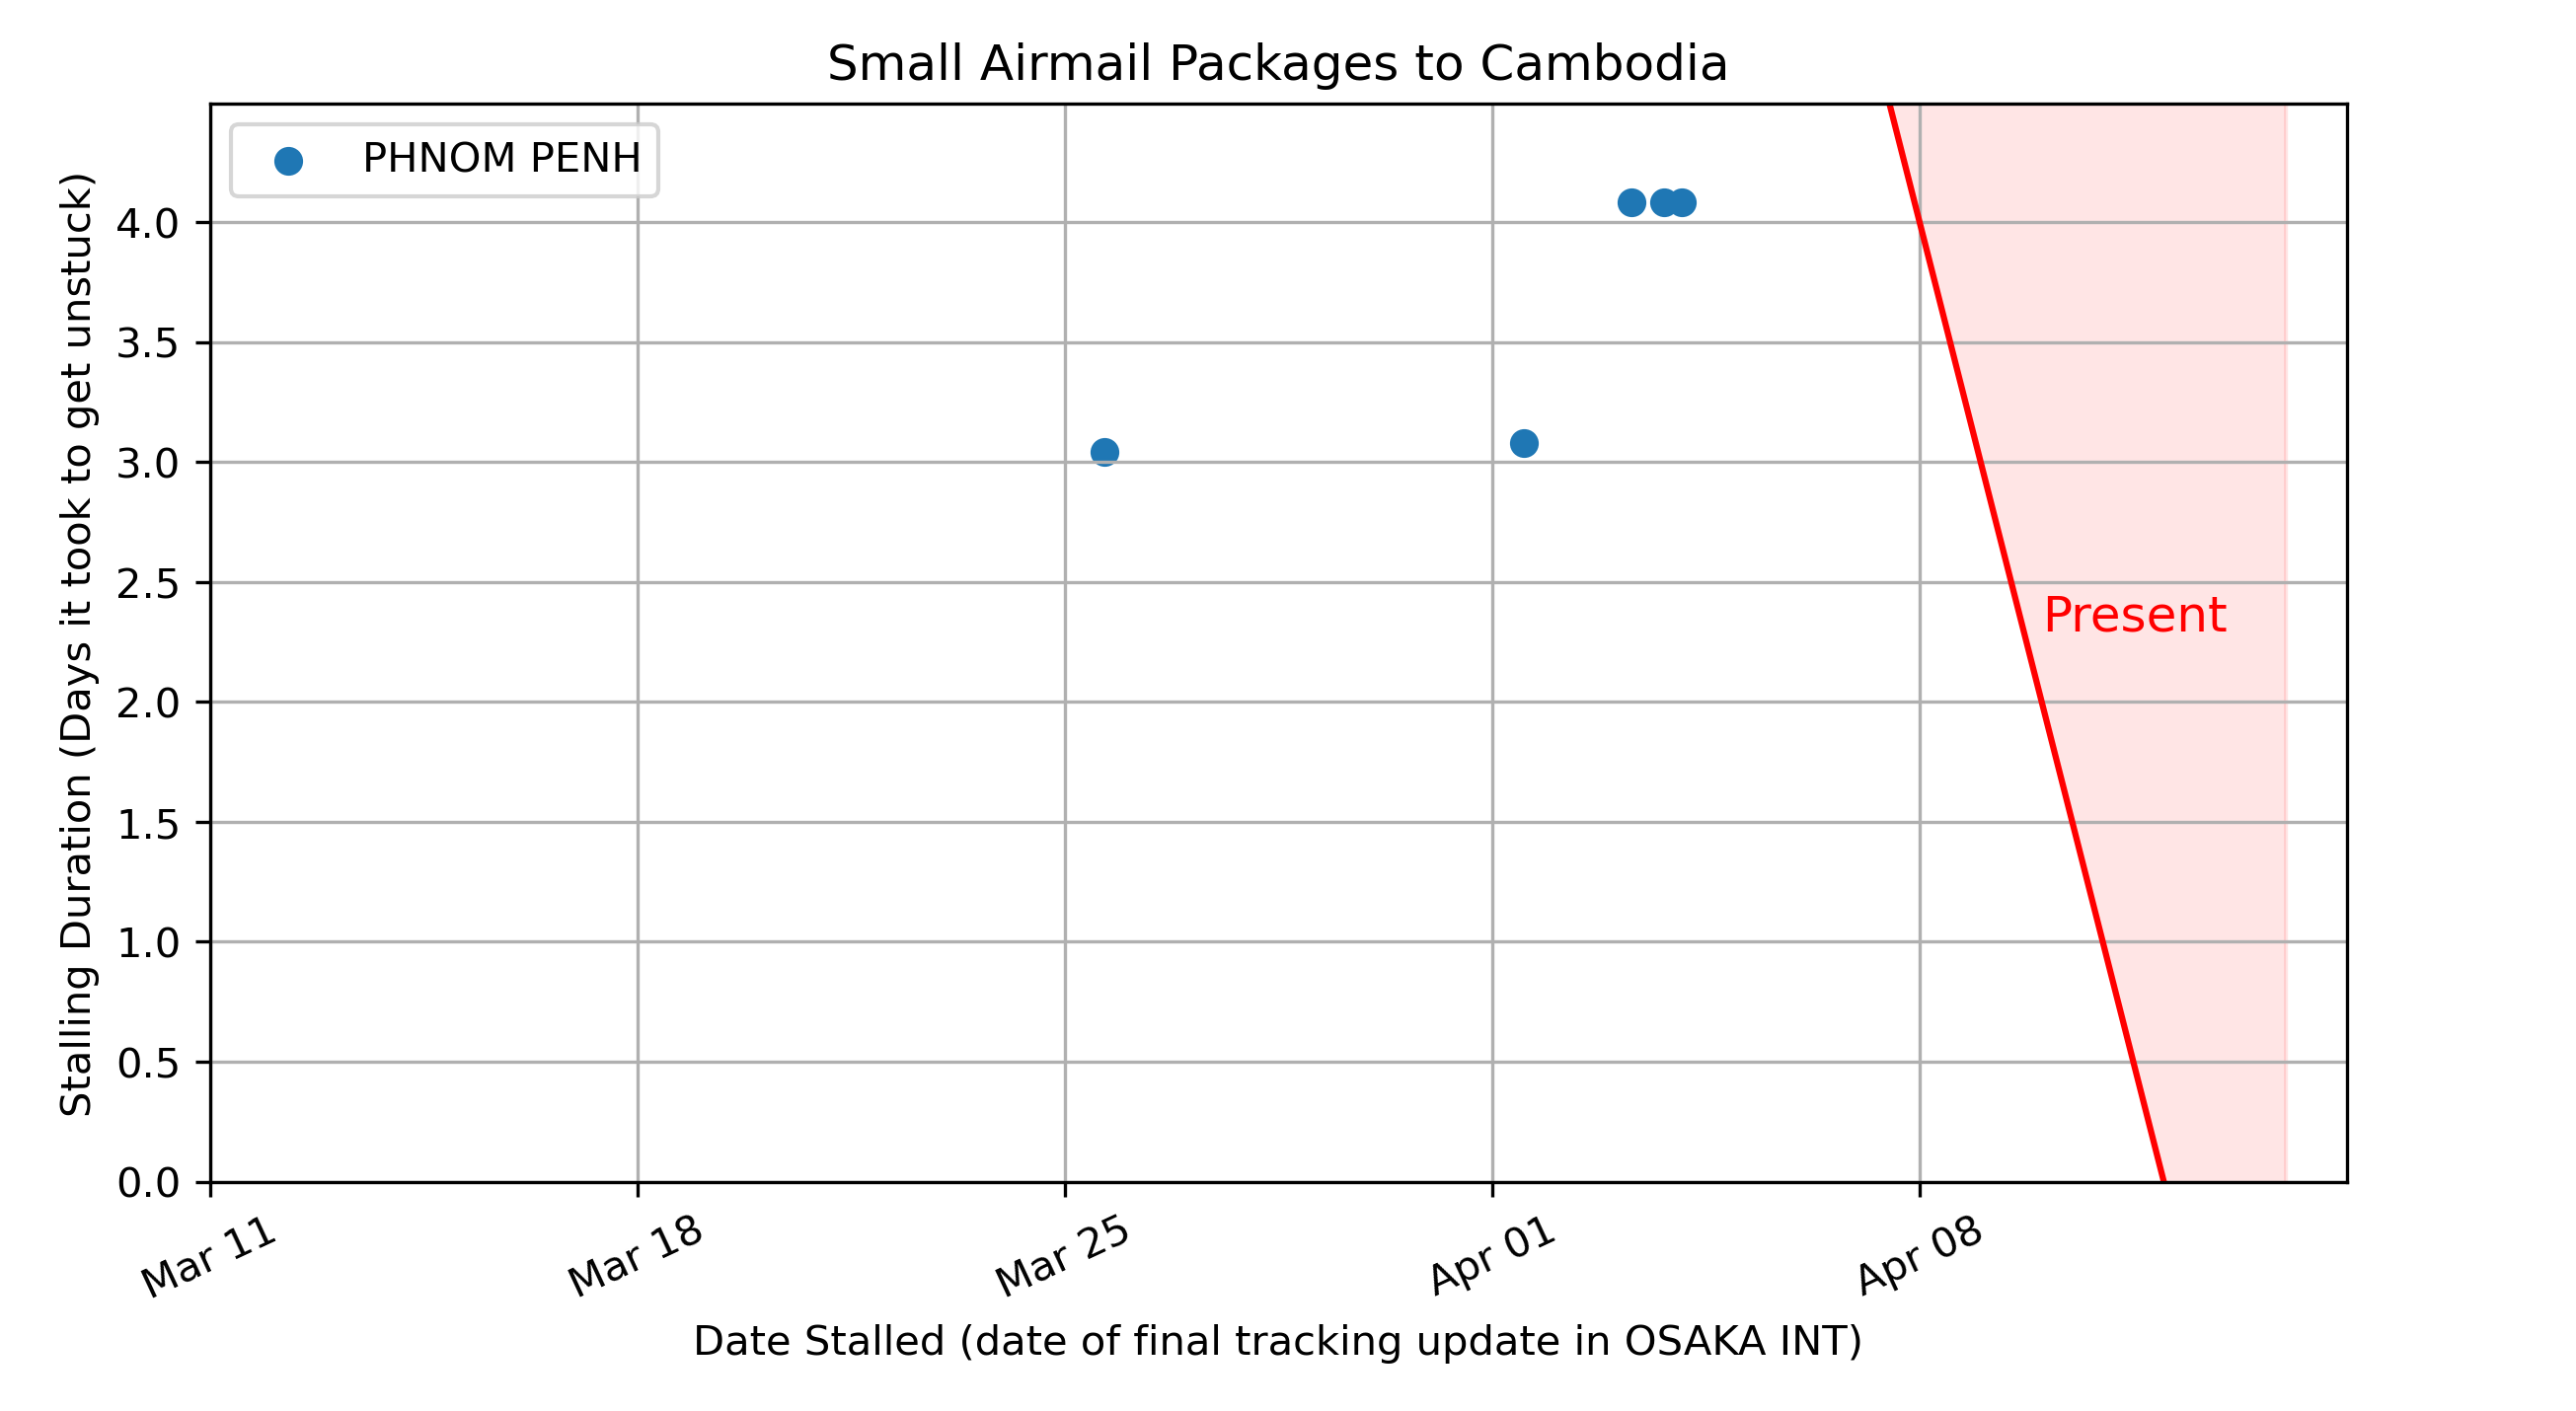 Small Airmail Packages to Cambodia
PHNOM PENH
Stalling Duration (Days it took to get unstuck)
4.0
3.5
3.0
2.5
2.0
1.5
1.0
0.5
0.0
Present
Mar 11
Mar 18
Mar 25
Apr 01
Apr 08
Date Stalled (date of final tracking update in OSAKA INT)